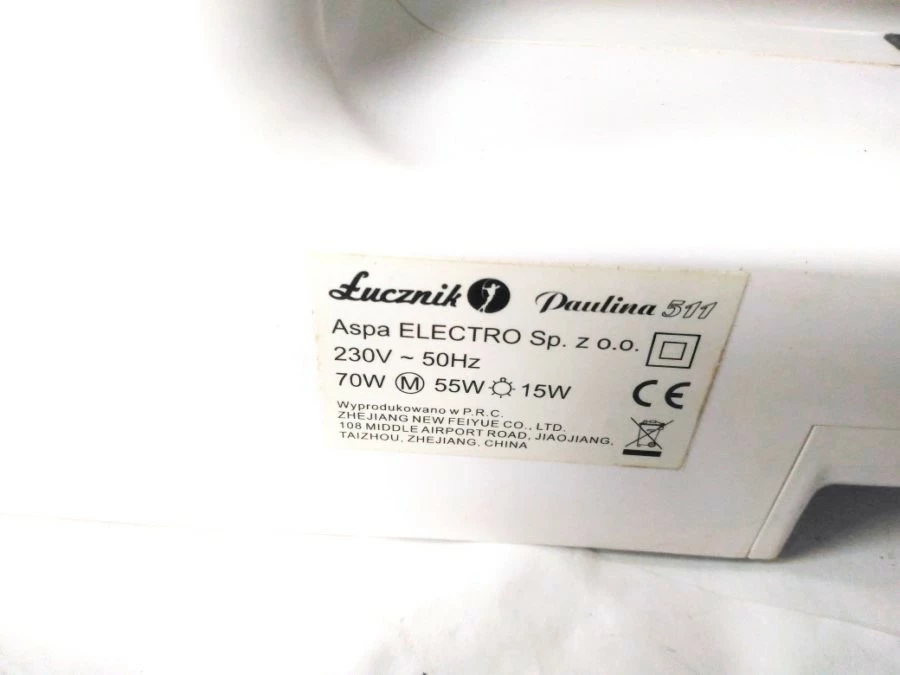 Łucznik Paulina 511
Aspa ELECTRO Sp. z o.o.
230V ~ 50Hz
70W M 55W 15W
CE
Wyprodukowano w P.R.C.
ZHEJIANG NEW FEIYUE CO., LTD.
108 MIDDLE AIRPORT ROAD, JIAOJIANG,
TAIZHOU, ZHEJIANG, CHINA